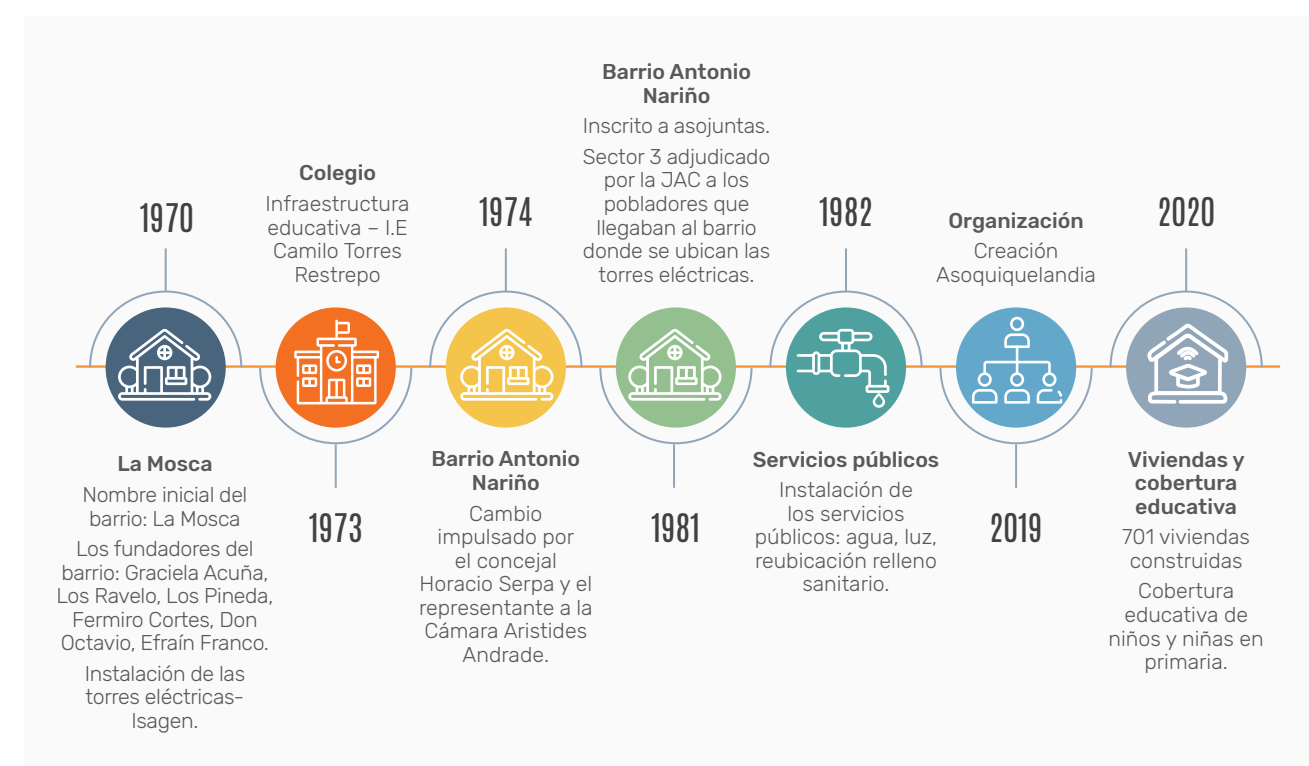 1970
La Mosca
Nombre inicial del
barrio: La Mosca
Los fundadores del
barrio: Graciela Acuña,
Los Ravelo, Los Pineda,
Fermiro Cortes, Don
Octavio, Efraín Franco.
Instalación de las
torres eléctricas-
Isagen.
Colegio
Infraestructura
educativa – I.E
Camilo Torres
Restrepo
1973
1974
Barrio Antonio
Nariño
Cambio
impulsado por
el concejal
Horacio Serpa y el
representante a la
Cámara Aristides
Andrade.
Barrio Antonio
Nariño
Inscrito a asojuntas.
Sector 3 adjudicado
por la JAC a los
pobladores que
llegaban al barrio
donde se ubican las
torres eléctricas.
1981
1982
Servicios públicos
Instalación de
los servicios
públicos: agua, luz,
reubicación relleno
sanitario.
Organización
Creación
Asoquiquelandia
2019
2020
Viviendas y
cobertura
educativa
701 viviendas
construidas
Cobertura
educativa de
niños y niñas en
primaria.